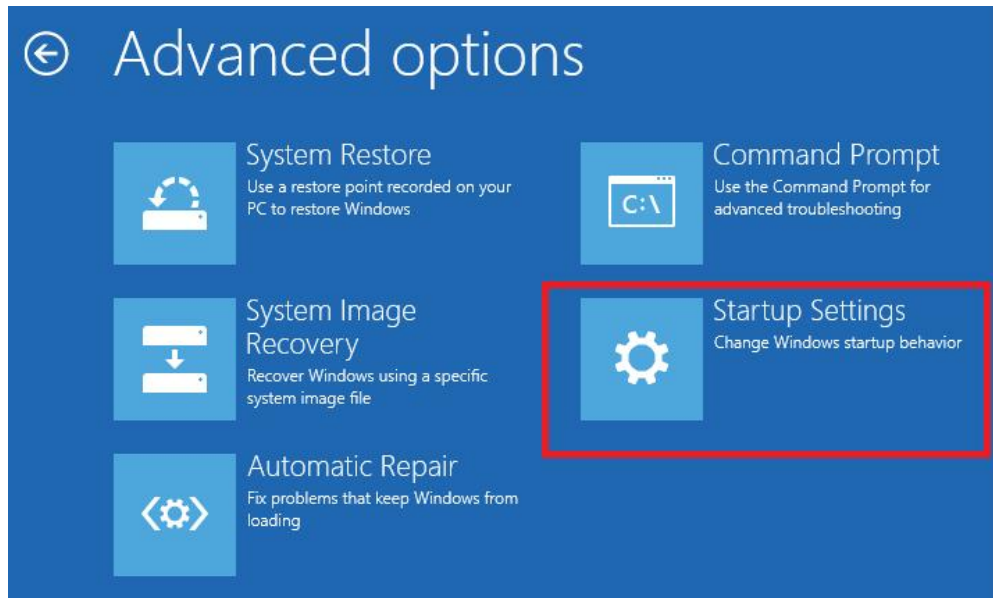 Advanced options
System Restore
Use a restore point recorded on your
PC to restore Windows
System Image
Recovery
Recover Windows using a specific
system image file
Automatic Repair
Fix problems that keep Windows from
loading
Command Prompt
Use the Command Prompt for
advanced troubleshooting
C:\
Startup Settings
Change Windows startup behavior